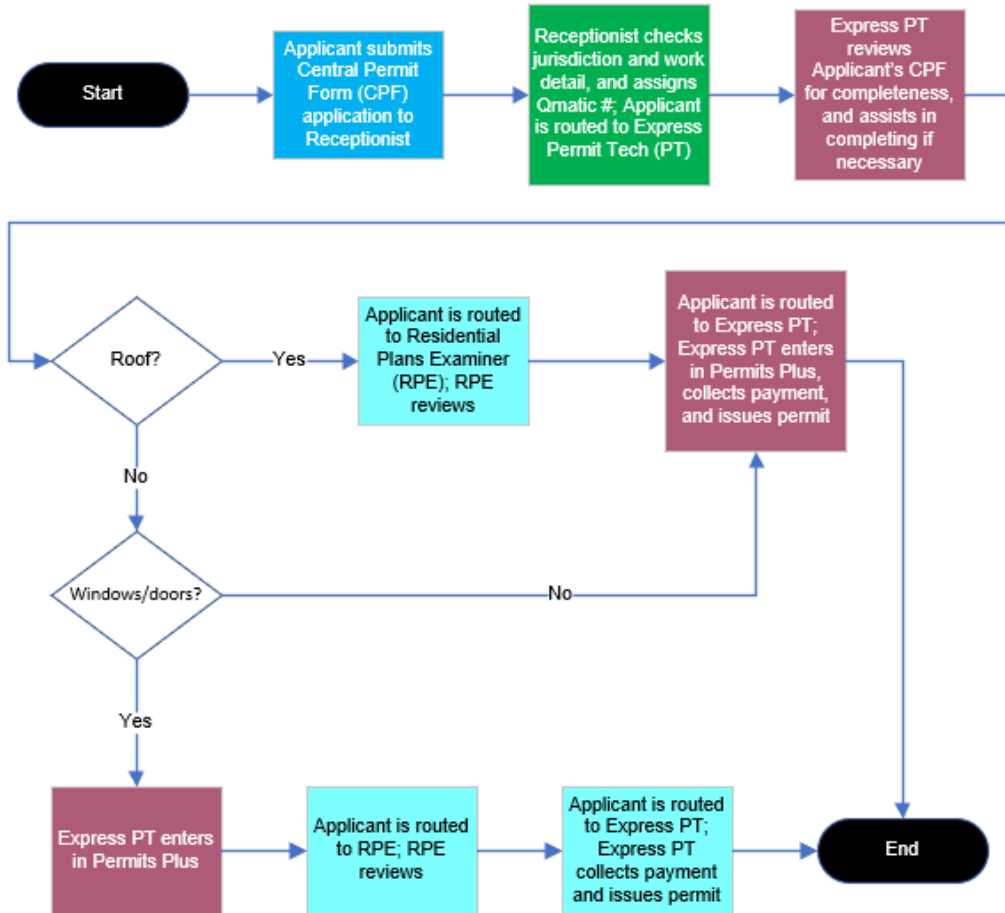 Start
Applicant submits
Central Permit
Form (CPF)
application to
Receptionist
Receptionist checks
jurisdiction and work
detail, and assigns
Qmatic #; Applicant
is routed to Express
Permit Tech (PT)
Express PT
reviews
Applicant's CPF
for completeness,
and assists in
completing if
necessary
Roof?
Yes
Applicant is routed
to Residential
Plans Examiner
(RPE); RPE
reviews
Applicant is routed
to Express PT;
Express PT enters
in Permits Plus,
collects payment,
and issues permit
No
Windows/doors?
No
Yes
Express PT enters
in Permits Plus
Applicant is routed
to RPE; RPE
reviews
Applicant is routed
to Express PT;
Express PT
collects payment
and issues permit
End